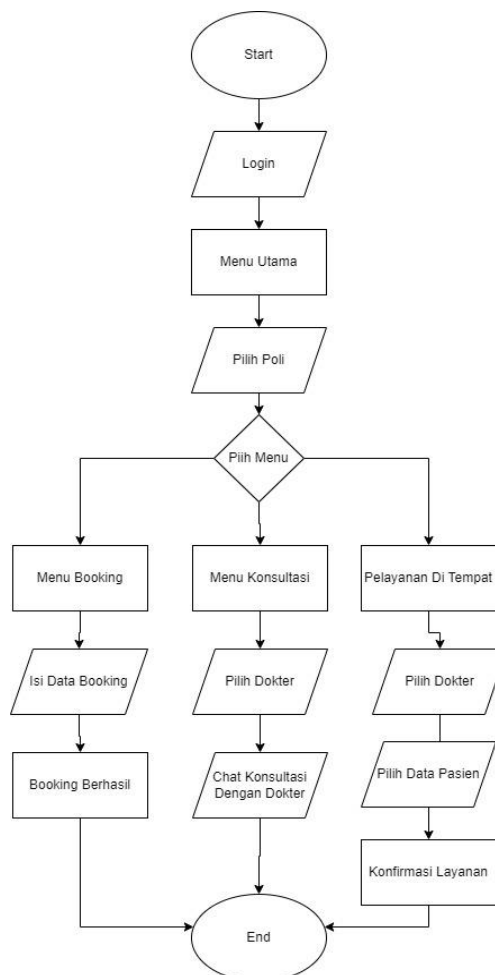 Start
Login
Menu Utama
Pilih Poli
Piih Menu
Menu Booking
Menu Konsultasi
Pelayanan Di Tempat
Isi Data Booking
Pilih Dokter
Pilih Dokter
Booking Berhasil
Chat Konsultasi
Dengan Dokter
Pilih Data Pasien
Konfirmasi Layanan
End